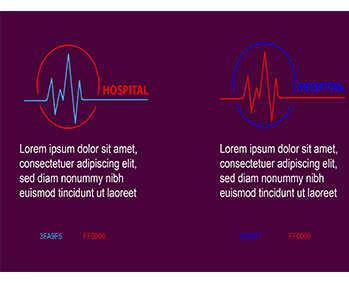 HOSPITAL
Lorem ipsum dolor sit amet,
consectetuer adipiscing elit,
sed diam nonummy nibh
euismod tincidunt ut laoreet
3FA9F5 FF0000
HOSPITAL
Lorem ipsum dolor sit amet,
consectetuer adipiscing elit,
sed diam nonummy nibh
euismod tincidunt ut laoreet
FF0000